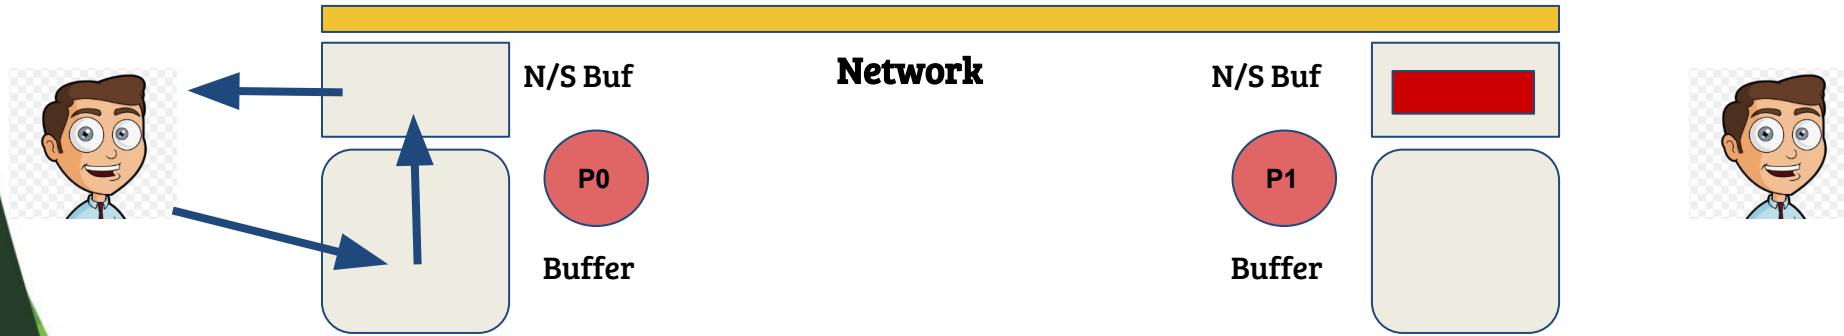 N/S Buf
Network
N/S Buf
P0
P1
Buffer
Buffer